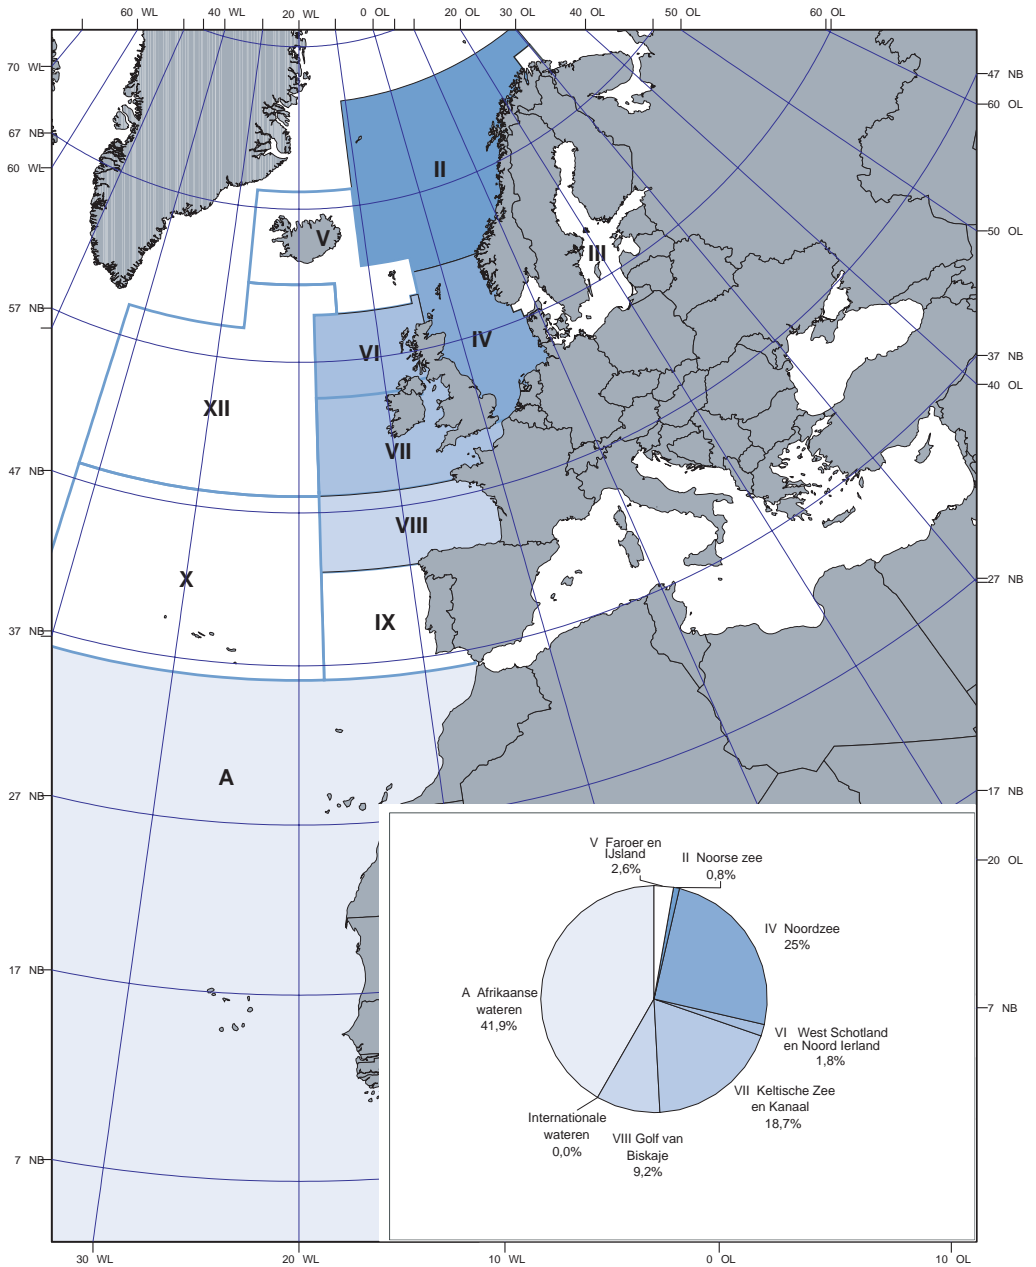 60 WL
40 WL
20 WL
0 OL
20 OL
30 OL
40 OL
50 OL
60 OL
70 WL
67 NB
60 WL
57 NB
47 NB
37 NB
27 NB
17 NB
7 NB
47 NB
60 OL
50 OL
37 NB
40 OL
27 NB
17 NB
20 OL
7 NB
30 WL
20 WL
10 WL
0 OL
10 OL
II
V
III
IV
VI
XII
VII
VIII
X
IX
A
V Faroer en
IJsland
2,6%
II Noorse zee
0,8%
IV Noordzee
25%
A Afrikaanse
wateren
41,9%
VI West Schotland
en Noord Ierland
1,8%
VII Keltische Zee
en Kanaal
18,7%
Internationale
wateren
0,0%
VIII Golf van
Biskaje
9,2%